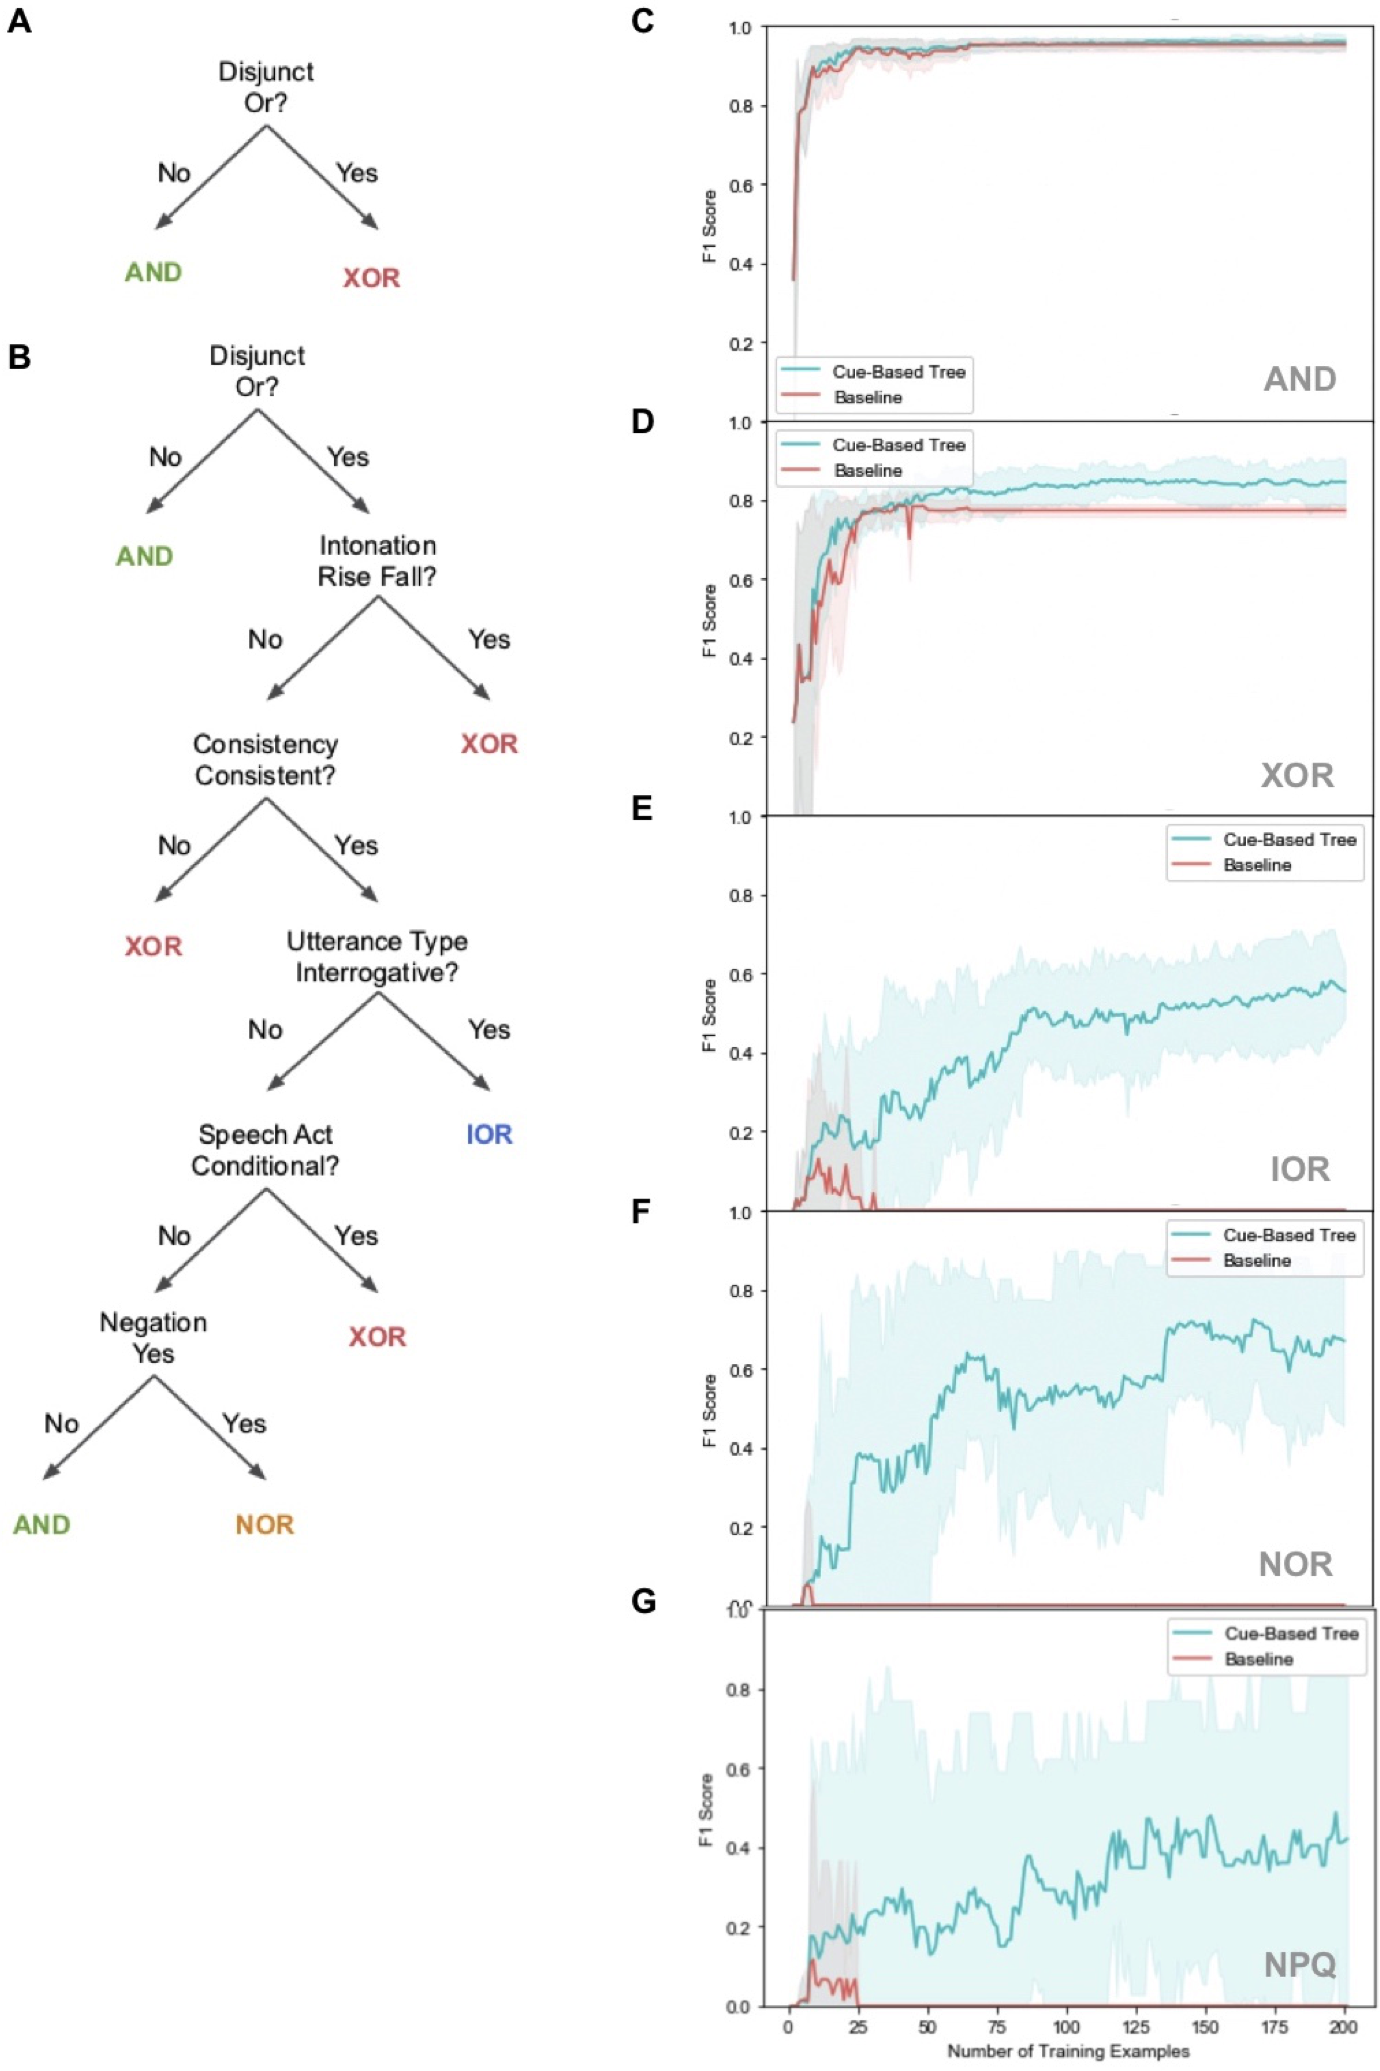 A
Disjunct
Or?
No
Yes
AND
XOR
B
Disjunct
Or?
No
Yes
AND
Intonation
Rise Fall?
No
Yes
Consistency
Consistent?
XOR
No
Yes
XOR
Utterance Type
Interrogative?
No
Yes
Speech Act
Conditional?
IOR
No
Yes
Negation
Yes
XOR
No
Yes
AND
NOR
C
1.0
0.8
0.6
0.4
0.2
F1 Score
Cue-Based Tree
Baseline
AND
D
1.0
0.8
0.6
0.4
0.2
F1 Score
Cue-Based Tree
Baseline
XOR
E
1.0
0.8
0.6
0.4
0.2
F1 Score
Cue-Based Tree
Baseline
IOR
F
1.0
0.8
0.6
0.4
0.2
F1 Score
Cue-Based Tree
Baseline
NOR
G
1.0
0.8
0.6
0.4
0.2
0.0
F1 Score
Cue-Based Tree
Baseline
NPQ
0 25 50 75 100 125 150 175 200
Number of Training Examples